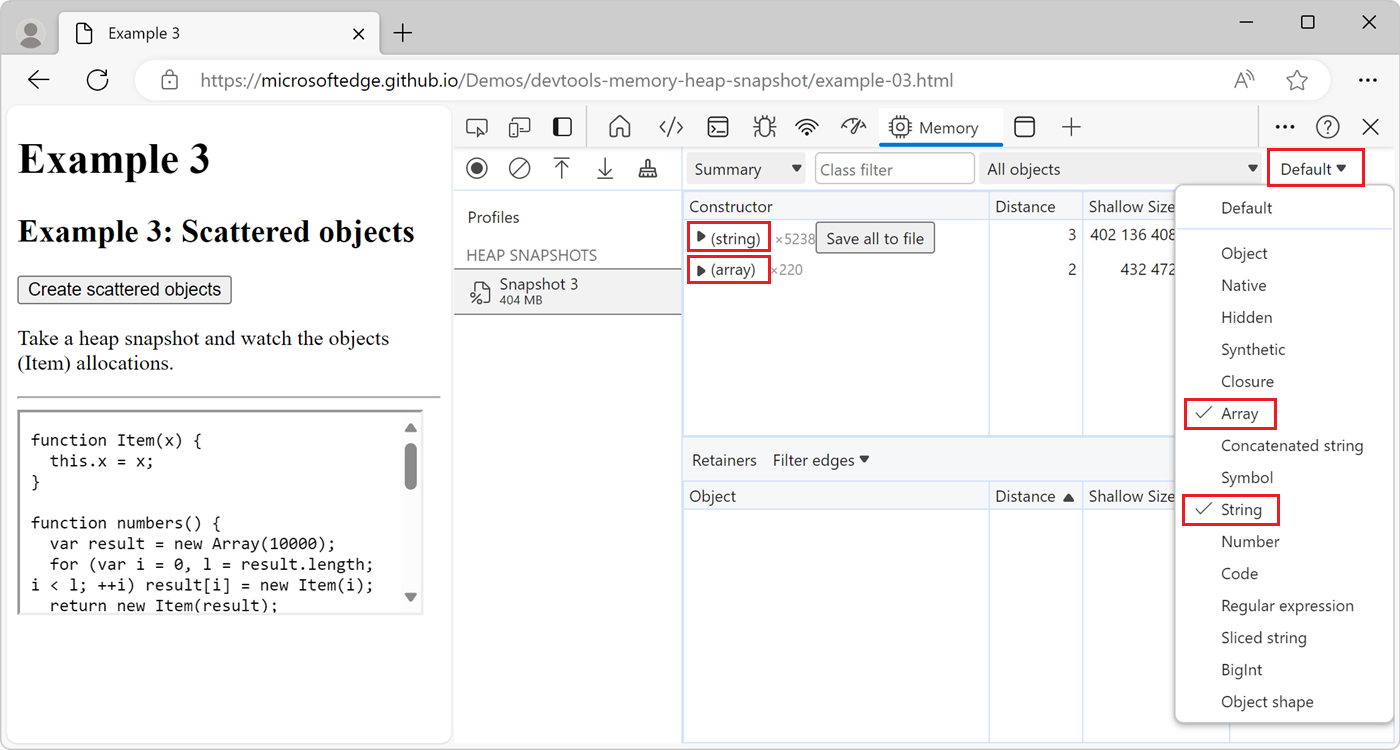 Example 3
https://microsoftedge.github.io/Demos/devtools-memory-heap-snapshot/example-03.html
Example 3
Example 3: Scattered objects
Create scattered objects
Take a heap snapshot and watch the objects
(Item) allocations.
function Item(x) {
this.x = x;
}
function numbers() {
var result = new Array(10000);
for (var i = 0, l = result.length;
i < l; ++i) result[i] = new Item(i);
return new Item(result);
Memory
Profiles
HEAP SNAPSHOTS
Snapshot 3
404 MB
Summary
Class filter
All objects
Default
Constructor
Distance
Shallow Size
(string) ×5238
Save all to file
3
402 136 408
(array) ×220
2
432 472
Retainers
Filter edges
Object
Distance
Shallow Size
Default
Object
Native
Hidden
Synthetic
Closure
Array
Concatenated string
Symbol
String
Number
Code
Regular expression
Sliced string
BigInt
Object shape